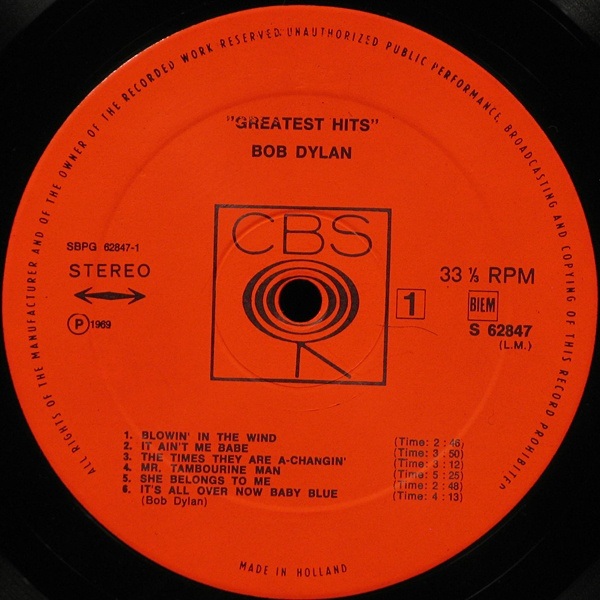 ALL RIGHTS OF THE MANUFACTURER AND OF THE OWNER OF THE RECORDED WORK RESERVED. UNAUTHORIZED PUBLIC PERFORMANCE, BROADCASTING AND COPYING OF THIS RECORD PROHIBITED
"GREATEST HITS"
BOB DYLAN
CBS
SBPG 62847-1
STEREO
33 ⅓ RPM
P 1969
1
BIEM
S 62847
(L.M.)
1. BLOWIN' IN THE WIND (Time: 2 : 46)
2. IT AIN'T ME BABE (Time: 3 : 50)
3. THE TIMES THEY ARE A-CHANGIN' (Time: 3 : 12)
4. MR. TAMBOURINE MAN (Time: 5 : 25)
5. SHE BELONGS TO ME (Time: 2 : 48)
6. IT'S ALL OVER NOW BABY BLUE (Time: 4 : 13)
(Bob Dylan)
MADE IN HOLLAND